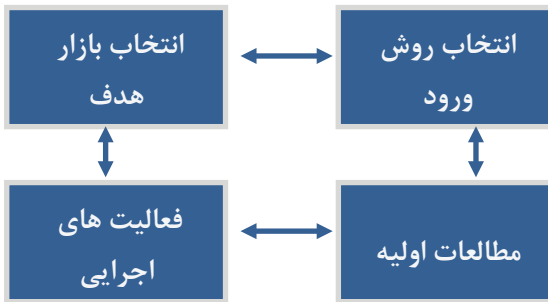 انتخاب روش
ورود
انتخاب بازار
هدف
مطالعات اولیه
فعالیت های
اجرایی